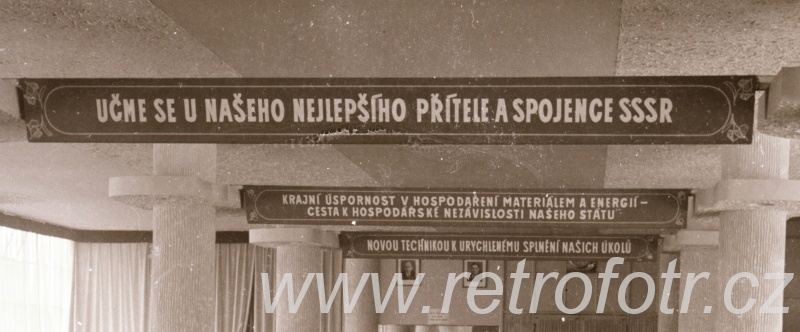 UČME SE U NAŠEHO NEJLEPŠÍHO PŘÍTELE A SPOJENCE SSSR
KRAJNÍ ÚSPORNOST V HOSPODAŘENÍ MATERIÁLEM A ENERGIÍ –
CESTA K HOSPODÁŘSKÉ NEZÁVISLOSTI NAŠEHO STÁTU
NOVOU TECHNIKOU K URYCHLENÉMU SPLNĚNÍ NAŠICH ÚKOLŮ
www.retrofotr.cz